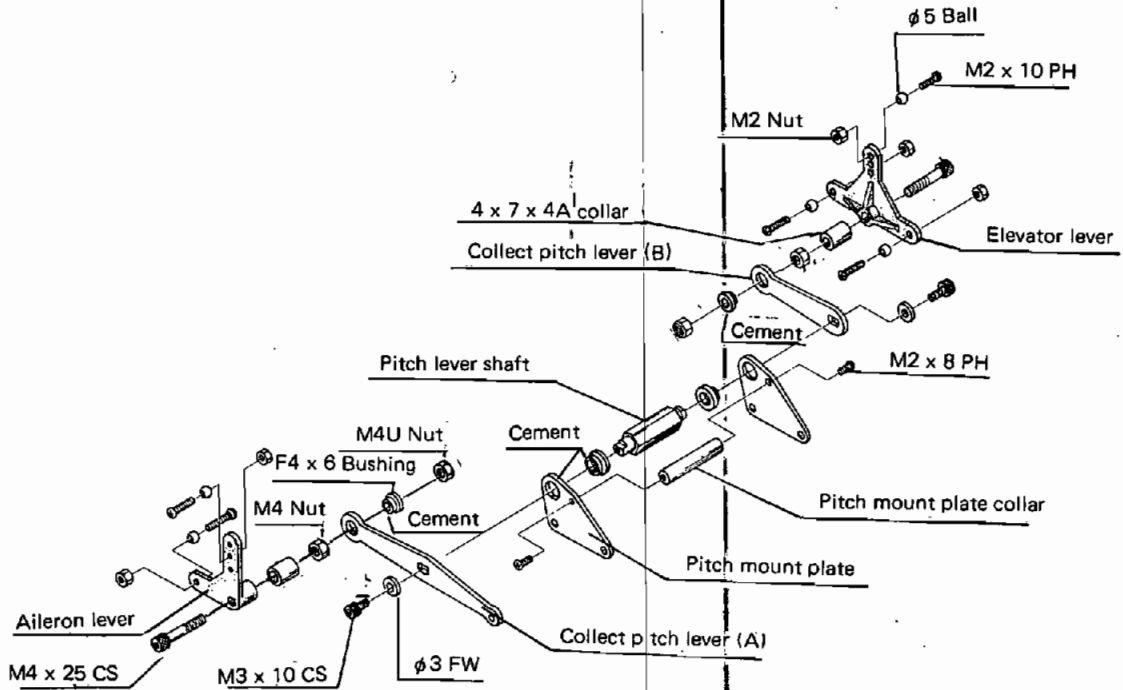 φ5 Ball
M2 x 10 PH
M2 Nut
4 x 7 x 4A collar
Elevator lever
Collect pitch lever (B)
Cement
Pitch lever shaft
M2 x 8 PH
M4U Nut
Cement
F4 x 6 Bushing
M4 Nut
Cement
Pitch mount plate collar
Pitch mount plate
Aileron lever
Collect p tch lever (A)
M4 x 25 CS
M3 x 10 CS
φ3 FW